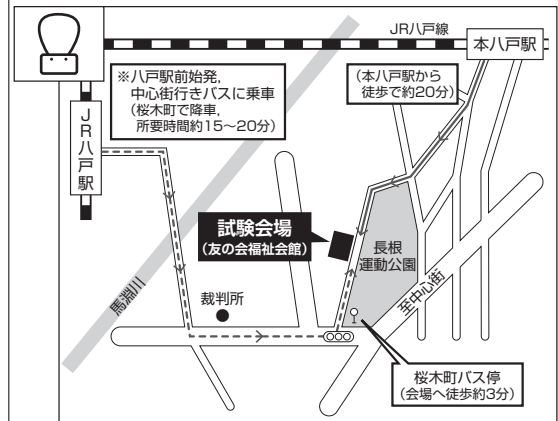 JR八戸線
本八戸駅
※八戸駅前始発,
中心街行きバスに乗車
(桜木町で降車,
所要時間約15～20分)
(本八戸駅から
徒歩で約20分)
JR八戸駅
試験会場
(友の会福祉会館)
長根
運動公園
馬淵川
裁判所
至中心街
桜木町バス停
(会場へ徒歩約3分)